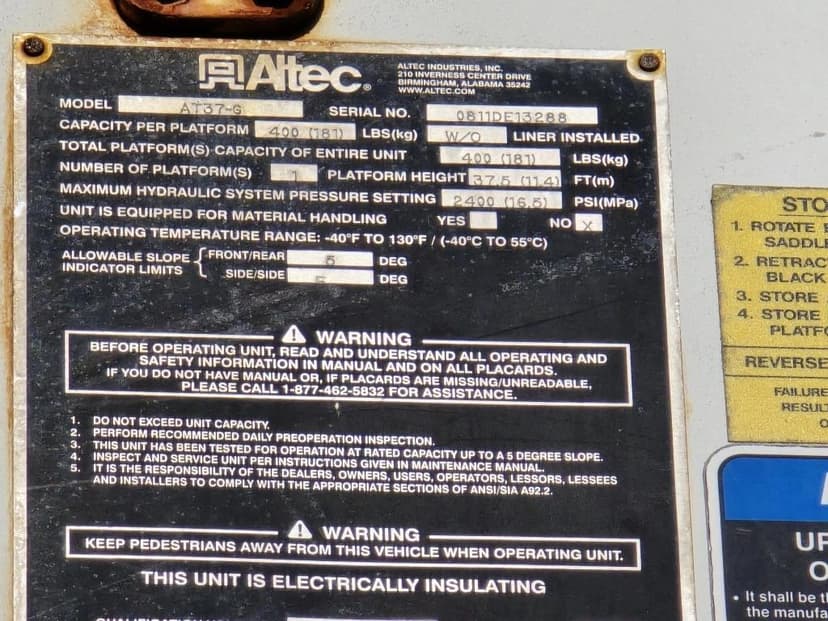 Altec®
ALTEC INDUSTRIES, INC.
210 INVERNESS CENTER DRIVE
BIRMINGHAM, ALABAMA 35242
WWW.ALTEC.COM
MODEL AT37-G SERIAL NO. 0811DE13288
CAPACITY PER PLATFORM 400 (181) LBS(kg) W/O LINER INSTALLED
TOTAL PLATFORM(S) CAPACITY OF ENTIRE UNIT 400 (181) LBS(kg)
NUMBER OF PLATFORM(S) 1 PLATFORM HEIGHT 37.5 (11.4) FT(m)
MAXIMUM HYDRAULIC SYSTEM PRESSURE SETTING 2400 (16.5) PSI(MPa)
UNIT IS EQUIPPED FOR MATERIAL HANDLING YES NO X
OPERATING TEMPERATURE RANGE: -40°F TO 130°F / (-40°C TO 55°C)
ALLOWABLE SLOPE INDICATOR LIMITS
FRONT/REAR 5 DEG
SIDE/SIDE DEG
WARNING
BEFORE OPERATING UNIT, READ AND UNDERSTAND ALL OPERATING AND
SAFETY INFORMATION IN MANUAL AND ON ALL PLACARDS.
IF YOU DO NOT HAVE MANUAL OR, IF PLACARDS ARE MISSING/UNREADABLE,
PLEASE CALL 1-877-462-5832 FOR ASSISTANCE.
1. DO NOT EXCEED UNIT CAPACITY.
2. PERFORM RECOMMENDED DAILY PREOPERATION INSPECTION.
3. THIS UNIT HAS BEEN TESTED FOR OPERATION AT RATED CAPACITY UP TO A 5 DEGREE SLOPE.
4. INSPECT AND SERVICE UNIT PER INSTRUCTIONS GIVEN IN MAINTENANCE MANUAL.
5. IT IS THE RESPONSIBILITY OF THE DEALERS, OWNERS, USERS, OPERATORS, LESSORS, LESSEES
AND INSTALLERS TO COMPLY WITH THE APPROPRIATE SECTIONS OF ANSI/SIA A92.2.
WARNING
KEEP PEDESTRIANS AWAY FROM THIS VEHICLE WHEN OPERATING UNIT.
THIS UNIT IS ELECTRICALLY INSULATING
STO
1. ROTATE
SADDL
2. RETRAC
BLACK
3. STORE
4. STORE
PLATF
REVERSE
FAILURE
RESUL
UP
O
• It shall be t
the manufa